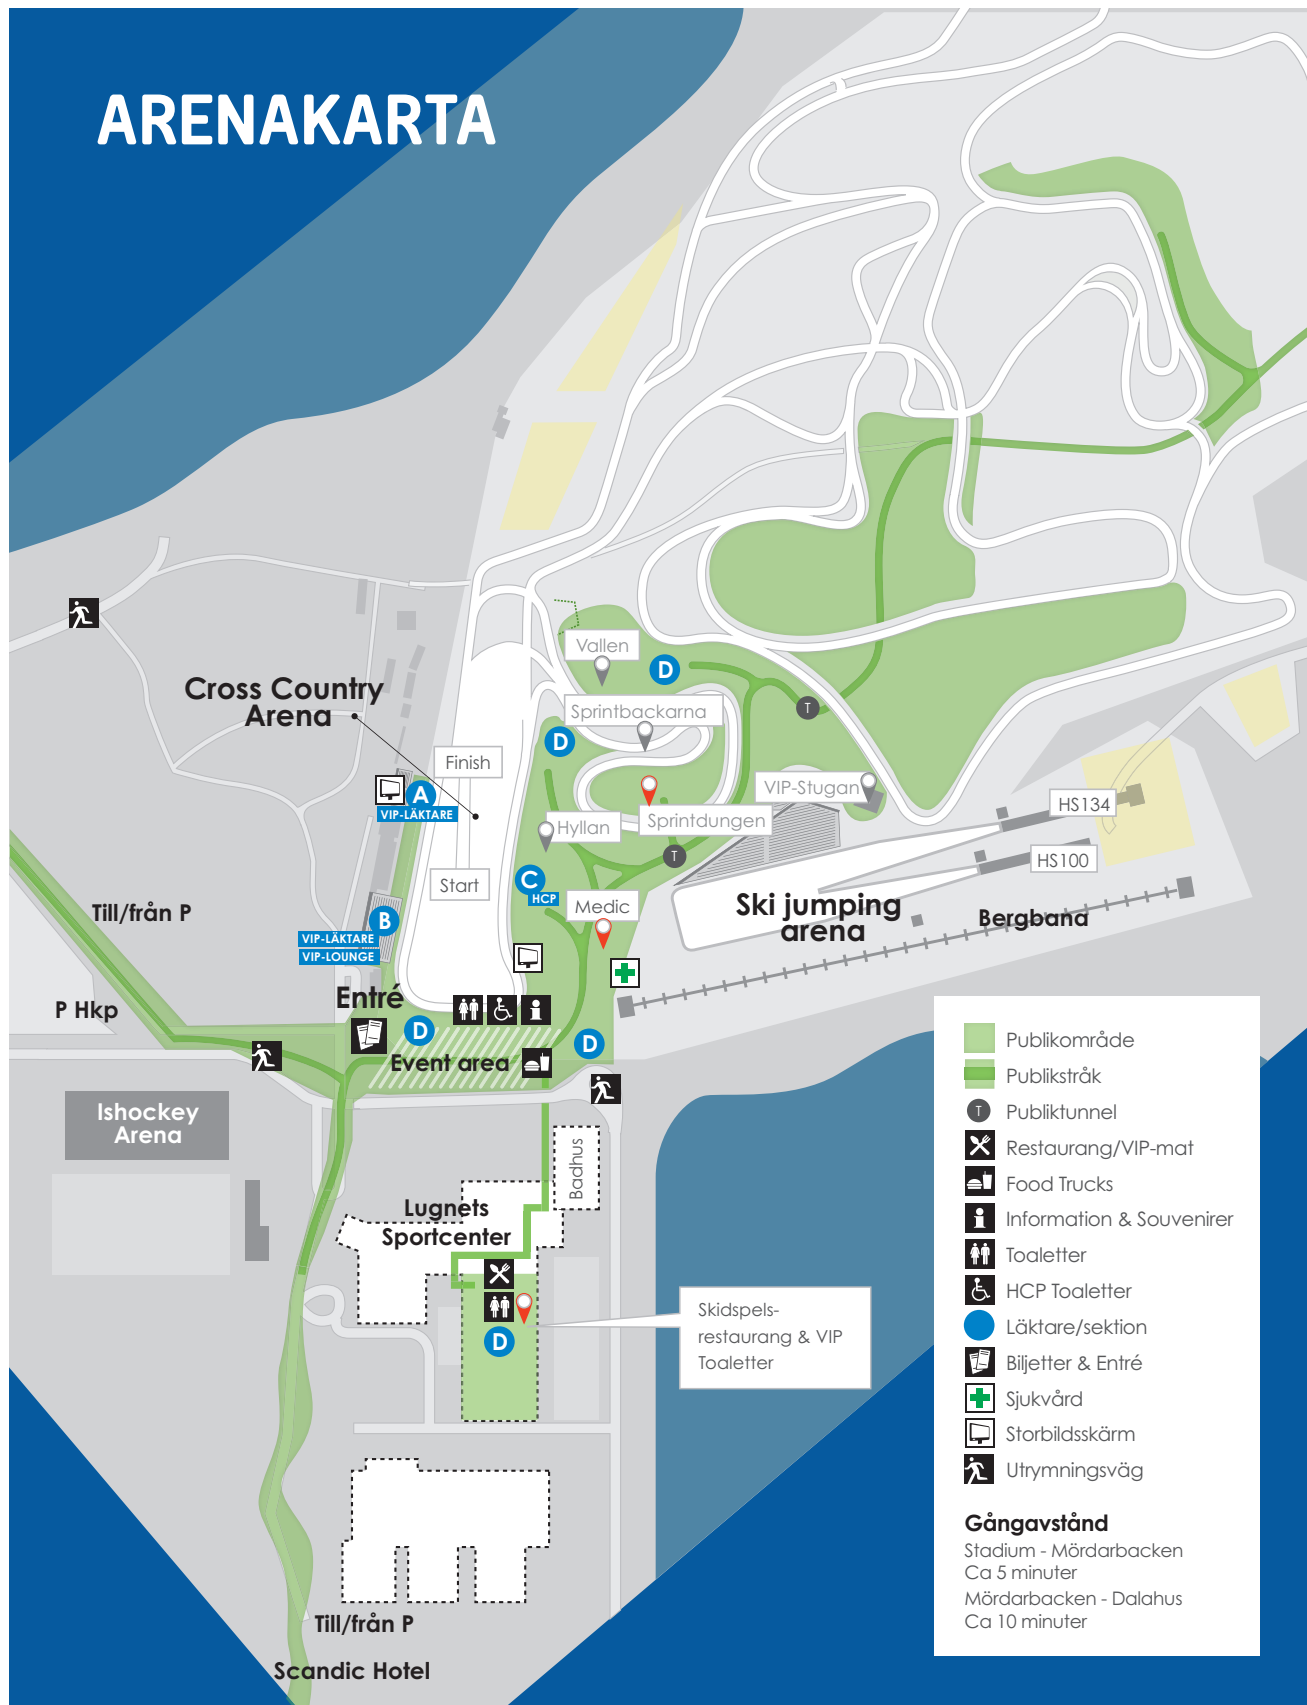 ARENAKARTA
Vallen
D
Cross Country
Arena
Sprintbackarna
T
D
Finish
VIP-Stugan
A
VIP-LÄKTARE
HS134
Hyllan
Sprintdungen
T
HS100
C
HCP
Start
Medic
Till/från P
B
VIP-LÄKTARE
VIP-LOUNGE
Ski jumping
arena
Bergbana
Entré
P Hkp
D
D
Event area
Ishockey
Arena
Badhus
Lugnets
Sportcenter
D
Skidspels-
restaurang & VIP
Toaletter
Till/från P
Scandic Hotel
Publikområde
Publikstråk
T Publiktunnel
Restaurang/VIP-mat
Food Trucks
i Information & Souvenirer
Toaletter
HCP Toaletter
Läktare/sektion
Biljetter & Entré
Sjukvård
Storbildsskärm
Utrymningsväg
Gångavstånd
Stadium - Mördarbacken
Ca 5 minuter
Mördarbacken - Dalahus
Ca 10 minuter